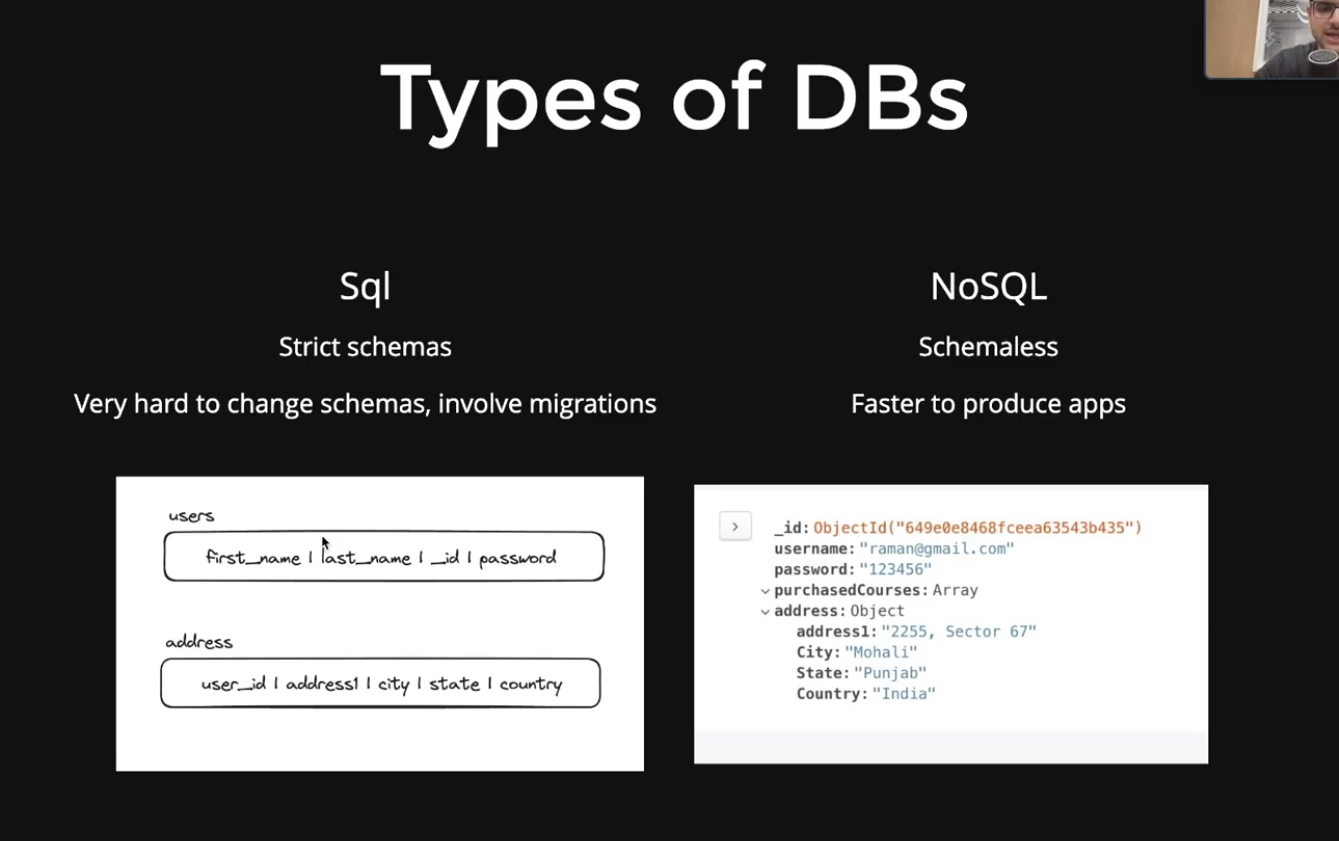 Types of DBs
Sql
Strict schemas
Very hard to change schemas, involve migrations
users
first_name | last_name | _id | password
address
user_id | address1 | city | state | country
NoSQL
Schemaless
Faster to produce apps
_id: ObjectId("649e0e8468fceea63543b435")
username: "raman@gmail.com"
password: "123456"
purchasedCourses: Array
address: Object
address1: "2255, Sector 67"
City: "Mohali"
State: "Punjab"
Country: "India"